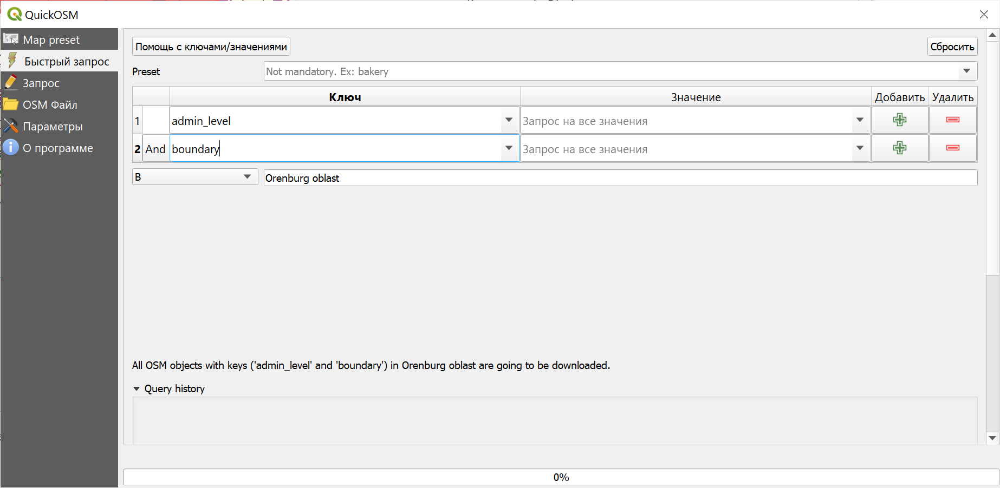 QuickOSM
Map preset
Быстрый запрос
Запрос
OSM Файл
Параметры
О программе
Помощь с ключами/значениями
Сбросить
Preset
Not mandatory. Ex: bakery
Ключ
Значение
Добавить
Удалить
1
admin_level
Запрос на все значения
2
And
boundary
Запрос на все значения
В
Orenburg oblast
All OSM objects with keys ('admin_level' and 'boundary') in Orenburg oblast are going to be downloaded.
Query history
0%